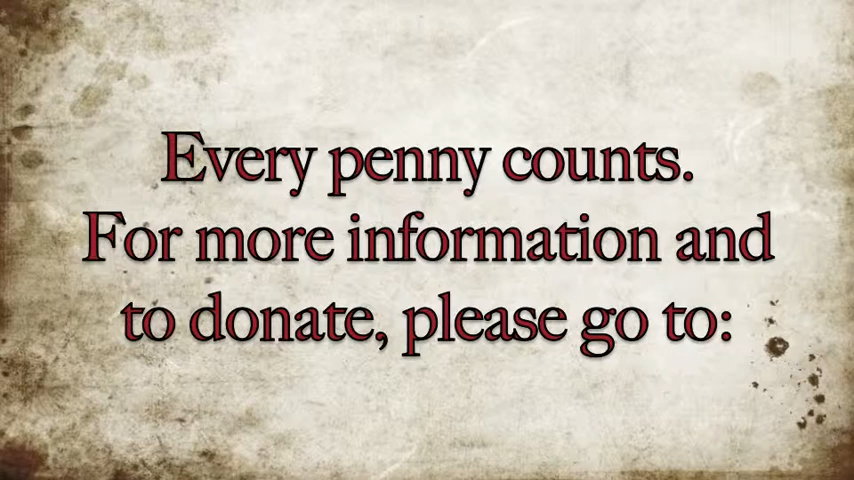 Every penny counts.
For more information and
to donate, please go to: